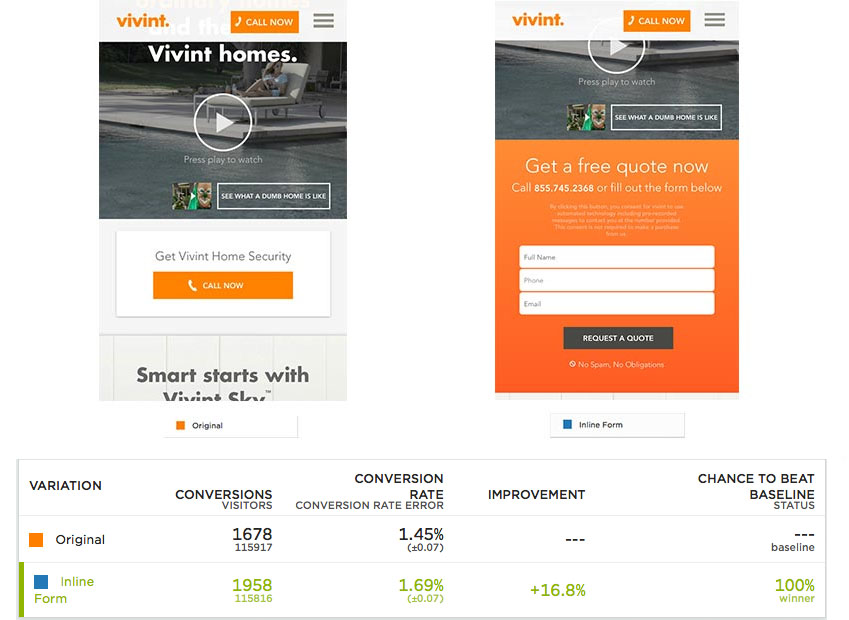 ordinary homes
and the
vivint.
CALL NOW
Vivint homes.
Press play to watch
SEE WHAT A DUMB HOME IS LIKE
Get Vivint Home Security
CALL NOW
Smart starts with
Vivint Sky™
Original
vivint.
CALL NOW
Press play to watch
SEE WHAT A DUMB HOME IS LIKE
Get a free quote now
Call 855.745.2368 or fill out the form below
By clicking this button, you consent for vivint to use
automated technology including pre-recorded
messages to contact you at the number provided.
This consent is not required to make a purchase
from us.
Full Name
Phone
Email
REQUEST A QUOTE
No Spam, No Obligations
Inline Form
VARIATION
CONVERSIONS
VISITORS
CONVERSION
RATE
CONVERSION RATE ERROR
IMPROVEMENT
CHANCE TO BEAT
BASELINE
STATUS
Original
1678
115917
1.45%
(±0.07)
---
---
baseline
Inline
Form
1958
115816
1.69%
(±0.07)
+16.8%
100%
winner